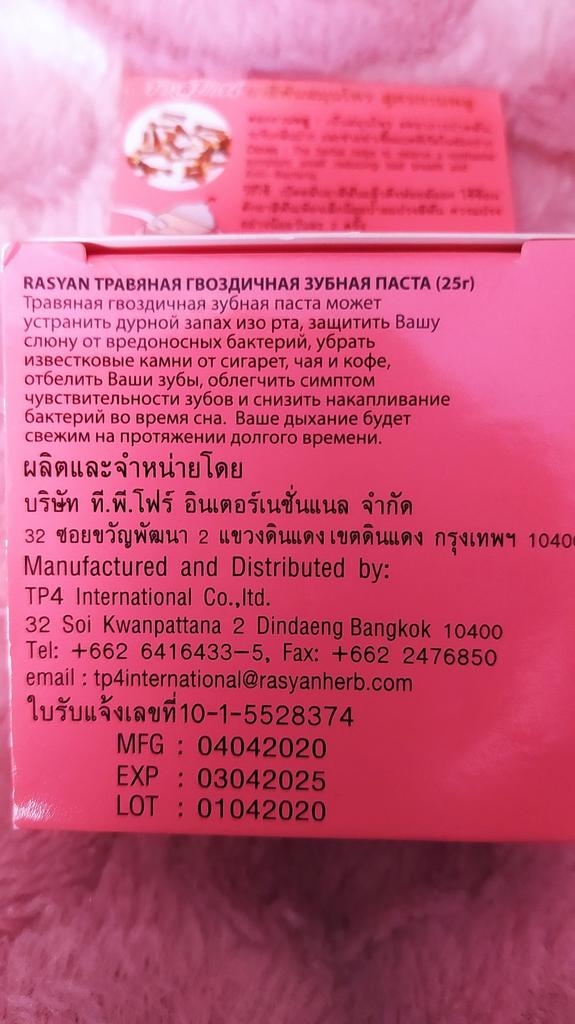 RASYAN ТРАВЯНАЯ ГВОЗДИЧНАЯ ЗУБНАЯ ПАСТА (25г)
Травяная гвоздичная зубная паста может
устранить дурной запах изо рта, защитить Вашу
слюну от вредоносных бактерий, убрать
известковые камни от сигарет, чая и кофе,
отбелить Ваши зубы, облегчить симптом
чувствительности зубов и снизить накапливание
бактерий во время сна. Ваше дыхание будет
свежим на протяжении долгого времени.
ผลิตและจำหน่ายโดย
บริษัท ที.พี.โฟร์ อินเตอร์เนชั่นแนล จำกัด
32 ซอยขวัญพัฒนา 2 แขวงดินแดง เขตดินแดง กรุงเทพฯ 1040
Manufactured and Distributed by:
TP4 International Co.,ltd.
32 Soi Kwanpattana 2 Dindaeng Bangkok 10400
Tel: +662 6416433-5, Fax: +662 2476850
email : tp4international@rasyanherb.com
ใบรับแจ้งเลขที่10-1-5528374
MFG : 04042020
EXP : 03042025
LOT : 01042020